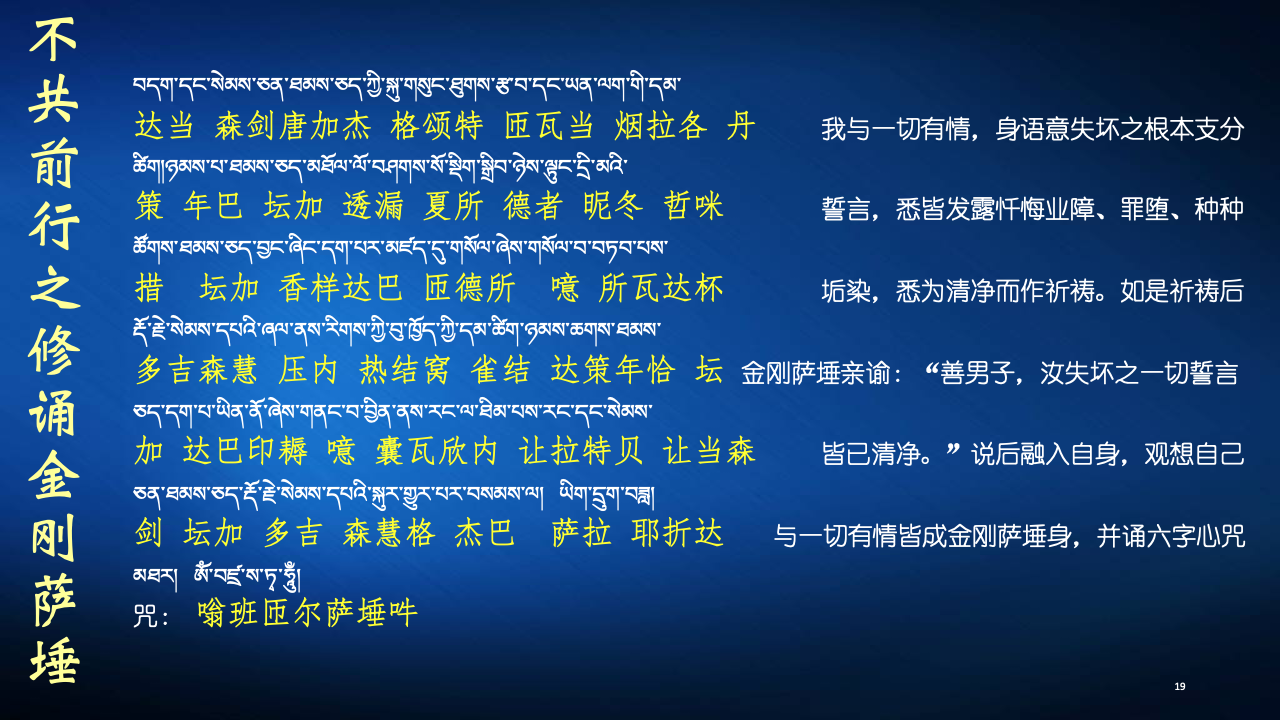 不共前行之修诵金刚萨埵
བདག་དང་སེམས་ཅན་ཐམས་ཅད་ཀྱི་སྐུ་གསུང་ཐུགས་རྩ་བ་དང་ཡན་ལག་གི་དམ་
达当 森剑唐加杰 格颂特 匝瓦当 烟拉各 丹 我与一切有情，身语意失坏之根本支分
ཚིག།ཉམས་པ་ཐམས་ཅད་མཐོལ་ལོ་བཤགས་སོ་སྡིག་སྒྲིབ་ཉེས་ལྟུང་དྲི་མའི་
策 年巴 坛加 透漏 夏所 德者 昵冬 哲咪 誓言，悉皆发露忏悔业障、罪堕、种种
ཚོགས་ཐམས་ཅད་བྱང་ཞིང་དག་པར་མཛད་དུ་གསོལ་ཞེས་གསོལ་བ་བཏབ་པས་
措 坛加 香样达巴 匝德所 噫 所瓦达杯 垢染，悉为清净而作祈祷。如是祈祷后
རྡོ་རྗེ་སེམས་དཔའི་ཞལ་ནས་རིགས་ཀྱི་བུ་ཁྱོད་ཀྱི་དམ་ཚིག་ཉམས་ཆགས་ཐམས་
多吉森慧 压内 热结窝 雀结 达策年恰 坛 金刚萨埵亲谕：“善男子，汝失坏之一切誓言
ཅད་དག་པ་ཡིན་ནོ་ཞེས་གནང་བ་བྱིན་ནས་རང་ལ་ཐིམ་པས་རང་དང་སེམས་
加 达巴印耨 噫 囊瓦欣内 让拉特贝 让当森 皆已清净。”说后融入自身，观想自己
ཅན་ཐམས་ཅད་རྡོ་རྗེ་སེམས་དཔའི་སྐུར་གྱུར་པར་བསམས་ལ། ཡིག་དྲུག་བཟླ།
剑 坛加 多吉 森慧格 杰巴 萨拉 耶折达 与一切有情皆成金刚萨埵身，并诵六字心咒
མཐར། ཨོཾ་བཛྲ་ས་ཏྭ་ཧཱུྂ།
咒： 嗡班匝尔萨埵吽
19